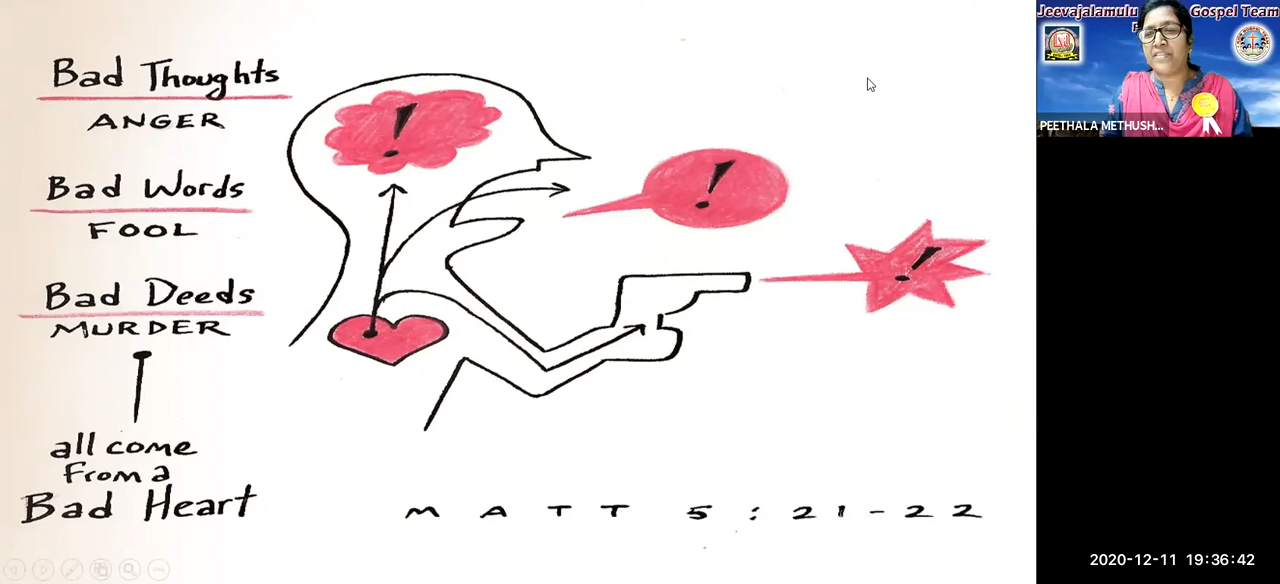 Bad Thoughts
ANGER
Bad Words
FOOL
Bad Deeds
MURDER
all come
From a
Bad Heart
!
!
!
MATT 5:21-22
Jeevajalamulu Gospel Team
PEETHALA METHUSH...
2020-12-11 19:36:42